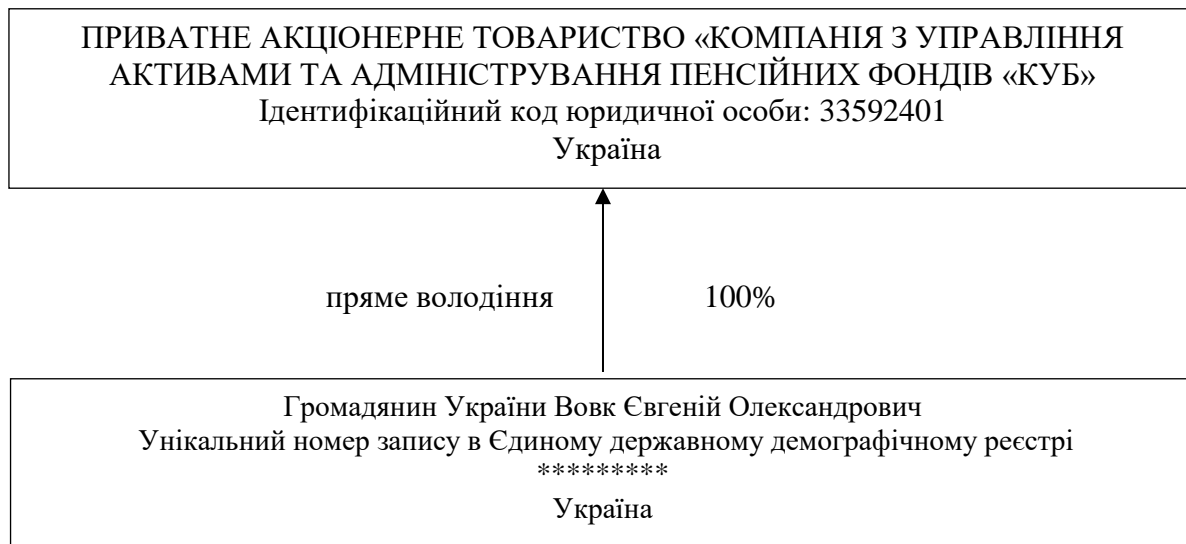 ПРИВАТНЕ АКЦІОНЕРНЕ ТОВАРИСТВО «КОМПАНІЯ З УПРАВЛІННЯ
АКТИВАМИ ТА АДМІНІСТРУВАННЯ ПЕНСІЙНИХ ФОНДІВ «КУБ»
Ідентифікаційний код юридичної особи: 33592401
Україна
пряме володіння 100%
Громадянин України Вовк Євгеній Олександрович
Унікальний номер запису в Єдиному державному демографічному реєстрі
*********
Україна